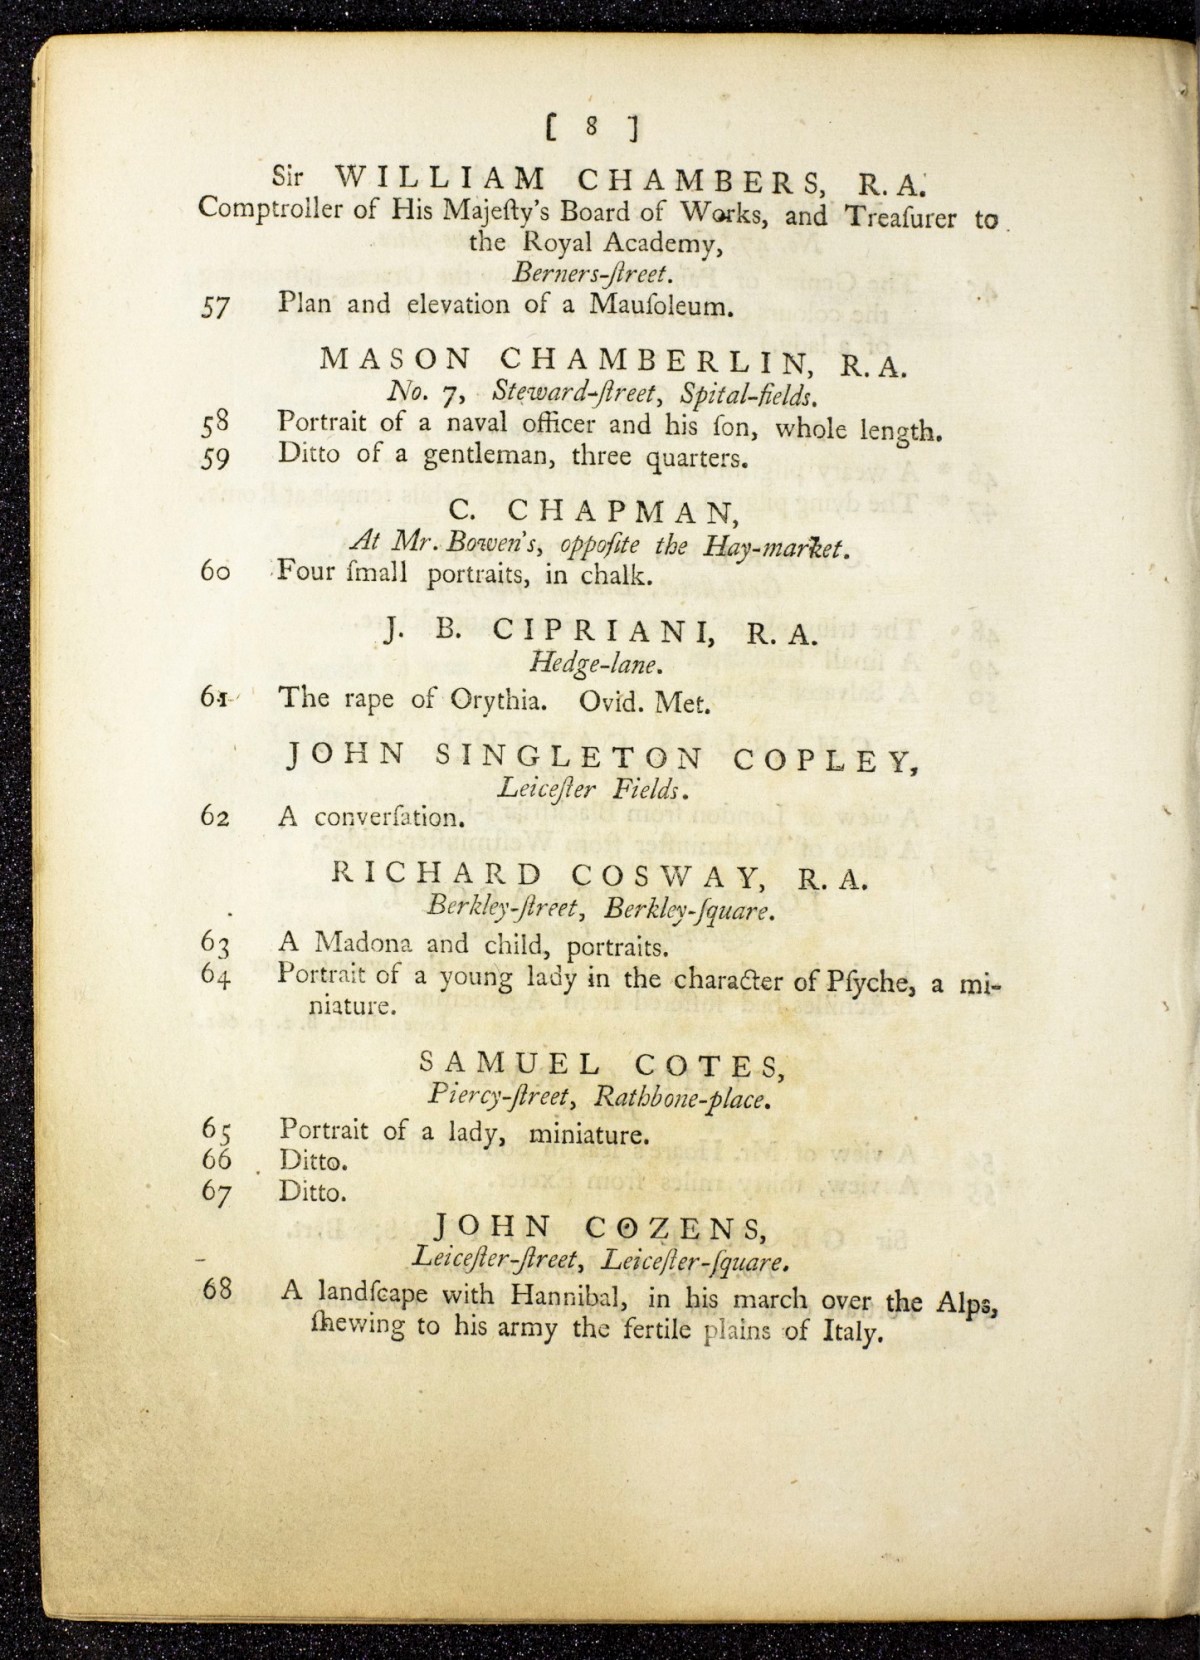 [ 8 ]
Sir WILLIAM CHAMBERS, R. A.
Comptroller of His Majeſty's Board of Works, and Treaſurer to
the Royal Academy,
Berners-ſtreet.
57 Plan and elevation of a Mauſoleum.
MASON CHAMBERLIN, R. A.
No. 7, Steward-ſtreet, Spital-fields.
58 Portrait of a naval officer and his ſon, whole length.
59 Ditto of a gentleman, three quarters.
C. CHAPMAN,
At Mr. Bowen's, oppoſite the Hay-market.
60 Four ſmall portraits, in chalk.
J. B. CIPRIANI, R. A.
Hedge-lane.
61 The rape of Orythia. Ovid. Met.
JOHN SINGLETON COPLEY,
Leiceſter Fields.
62 A converſation.
RICHARD COSWAY, R. A.
Berkley-ſtreet, Berkley-ſquare.
63 A Madona and child, portraits.
64 Portrait of a young lady in the character of Pſyche, a mi-
niature.
SAMUEL COTES,
Piercy-ſtreet, Rathbone-place.
65 Portrait of a lady, miniature.
66 Ditto.
67 Ditto.
JOHN COZENS,
Leiceſter-ſtreet, Leiceſter-ſquare.
68 A landſcape with Hannibal, in his march over the Alps,
ſhewing to his army the fertile plains of Italy.